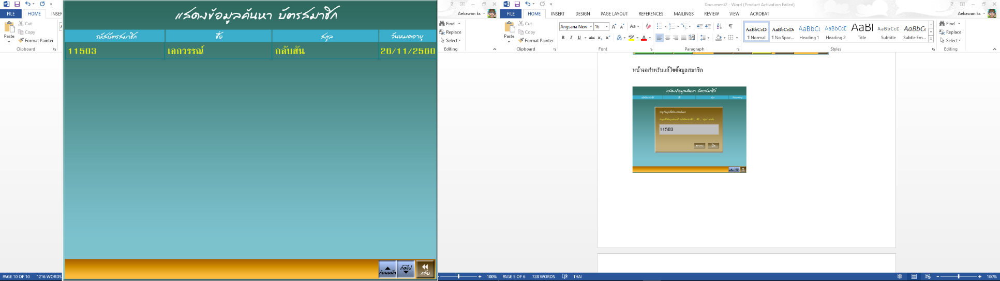 FILE
HOME
INSER
Cut
Copy
Paste
Format Painter
Clipboard
แสดงข้อมูลค้นหา บัตรสมาชิก
รหัสบัตรสมาชิก
ชื่อ
สกุล
วันหมดอายุ
11503
เอกวรรณ์
กลับสัน
26/11/2560
ก่อนหน้า
ถัดไป
กลับ
PAGE 10 OF 10
1216 WORDS
Aekawan ks
Find
Replace
Select
Editing
100%
Document2 - Word (Product Activation Failed)
FILE
HOME
INSERT
DESIGN
PAGE LAYOUT
REFERENCES
MAILINGS
REVIEW
VIEW
ACROBAT
Aekawan ks
Paste
Cut
Copy
Format Painter
Clipboard
Angsana New
16
Font
Paragraph
AaBbCcDc
¶ Normal
AaBbCcDc
¶ No Spac...
AaBbCc
Heading 1
AaBbCcC
Heading 2
AaBI
Title
AaBbCcD
Subtitle
AaBbCc
Subtle Em...
Styles
Find
Replace
Select
Editing
หน้าจอสำหรับแก้ไขข้อมูลสมาชิก
แสดงข้อมูลค้นหา บัตรสมาชิก
11503
PAGE 5 OF 6
728 WORDS
THAI
100%